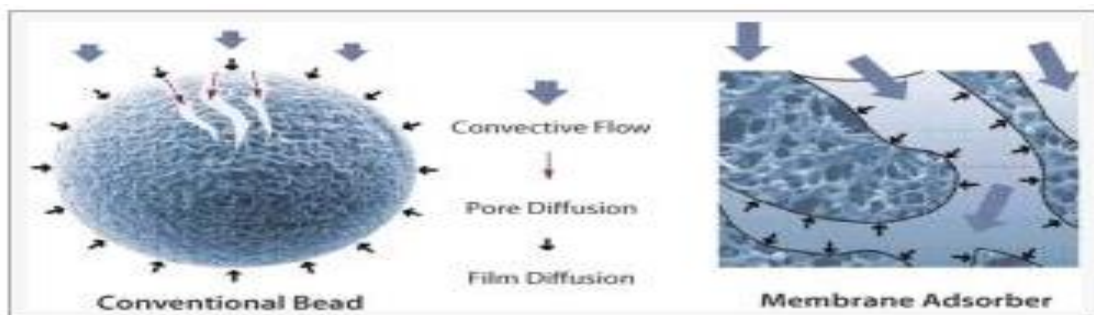 Convective Flow
Pore Diffusion
Film Diffusion
Conventional Bead
Membrane Adsorber